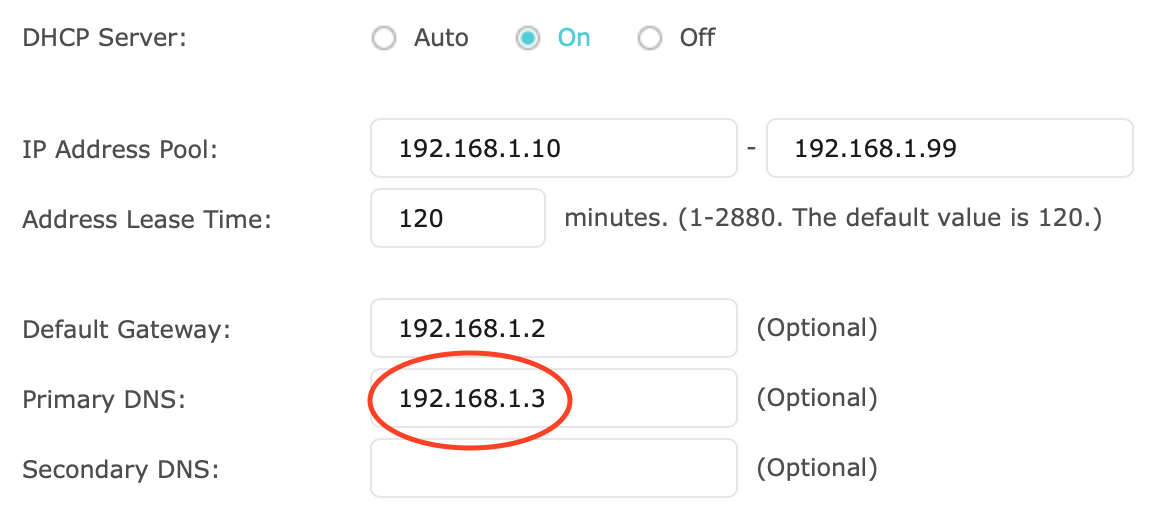 DHCP Server: Auto On Off
IP Address Pool: 192.168.1.10 - 192.168.1.99
Address Lease Time: 120 minutes. (1-2880. The default value is 120.)
Default Gateway: 192.168.1.2 (Optional)
Primary DNS: 192.168.1.3 (Optional)
Secondary DNS: (Optional)